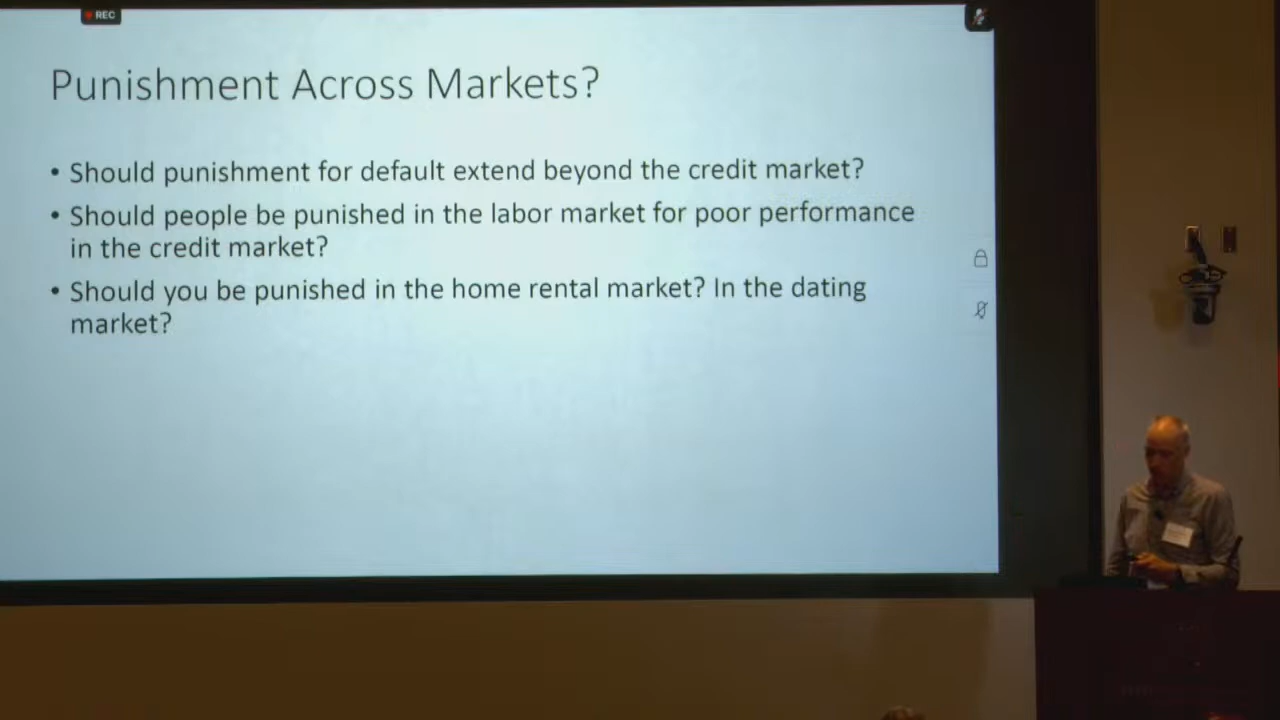 REC
Punishment Across Markets?
• Should punishment for default extend beyond the credit market?
• Should people be punished in the labor market for poor performance
in the credit market?
• Should you be punished in the home rental market? In the dating
market?